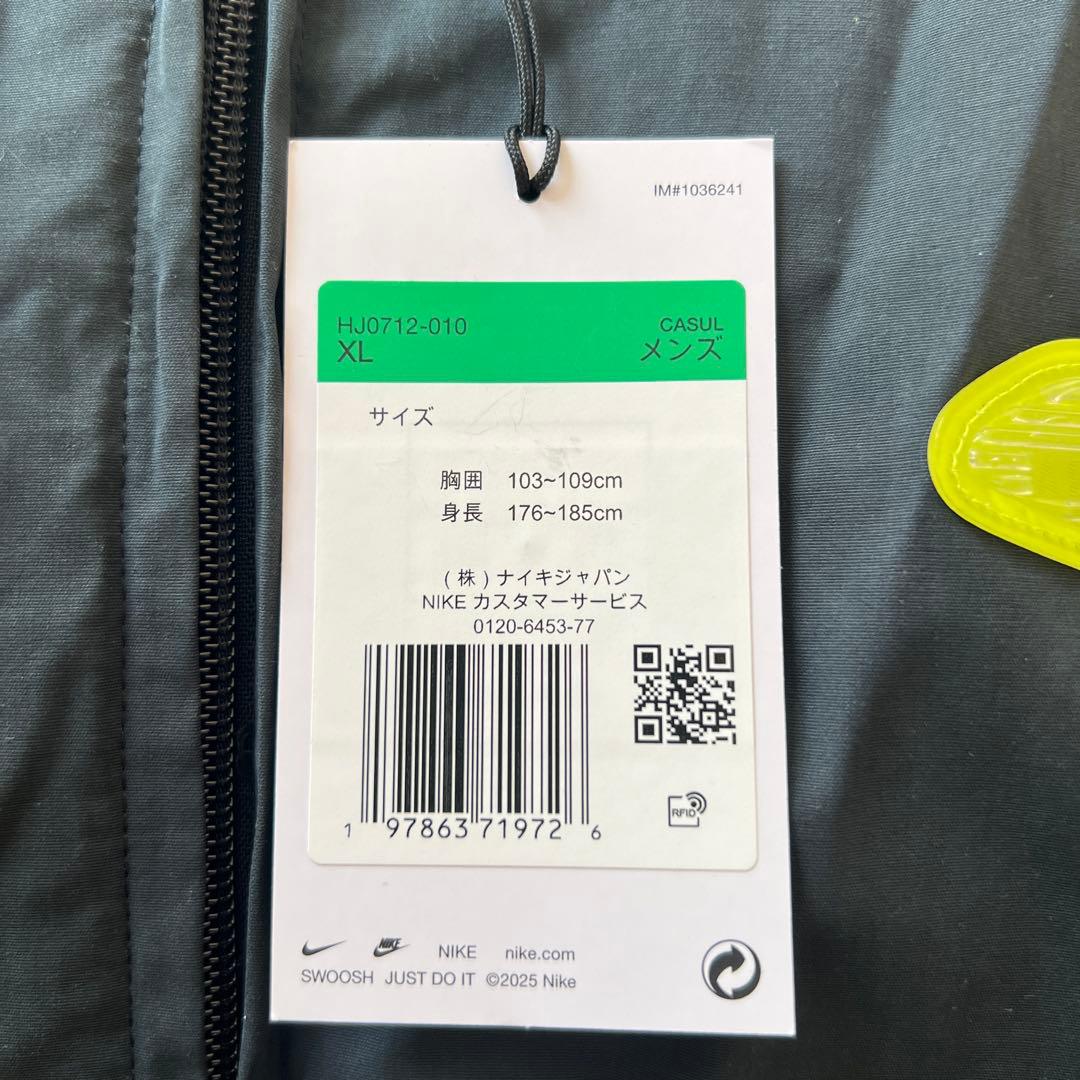 IM#1036241
HJ0712-010 CASUL
XL メンズ
サイズ
胸囲 103~109cm
身長 176~185cm
(株)ナイキジャパン
NIKE カスタマーサービス
0120-6453-77
1 97863 71972 6
RFID
NIKE NIKE nike.com
SWOOSH JUST DO IT ©2025 Nike